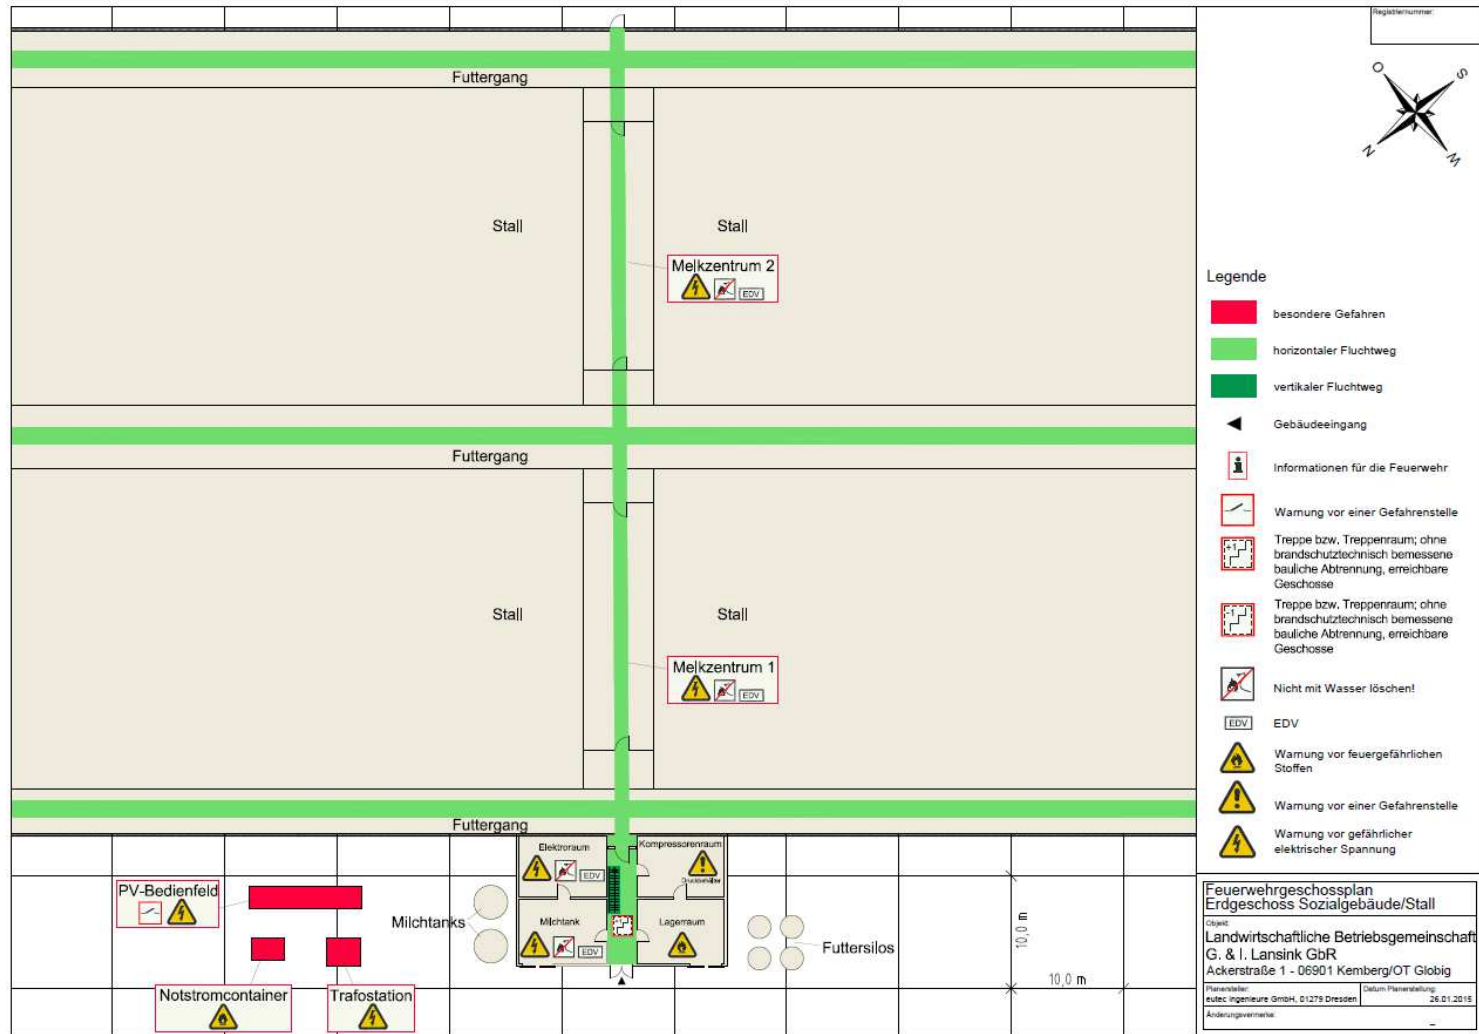 Registriernummer:
O
S
N
W
Futtergang
Stall
Stall
Melkzentrum 2
EDV
Futtergang
Stall
Stall
Melkzentrum 1
EDV
Futtergang
Elektroraum
EDV
Kompressorenraum
Druckbehälter
Milchtank
EDV
Lagerraum
PV-Bedienfeld
Milchtanks
Futtersilos
Notstromcontainer
Trafostation
10,0 m
10,0 m
Legende
besondere Gefahren
horizontaler Fluchtweg
vertikaler Fluchtweg
Gebäudeeingang
Informationen für die Feuerwehr
Warnung vor einer Gefahrenstelle
+1
Treppe bzw. Treppenraum; ohne
brandschutztechnisch bemessene
bauliche Abtrennung, erreichbare
Geschosse
-1
Treppe bzw. Treppenraum; ohne
brandschutztechnisch bemessene
bauliche Abtrennung, erreichbare
Geschosse
Nicht mit Wasser löschen!
EDV
EDV
Warnung vor feuergefährlichen
Stoffen
Warnung vor einer Gefahrenstelle
Warnung vor gefährlicher
elektrischer Spannung
Feuerwehrgeschossplan
Erdgeschoss Sozialgebäude/Stall
Objekt:
Landwirtschaftliche Betriebsgemeinschaft
G. & I. Lansink GbR
Ackerstraße 1 - 06901 Kemberg/OT Globig
Planersteller:
eutec ingenieure GmbH, 01279 Dresden
Datum Planerstellung:
26.01.2015
Änderungsvermerke:
–